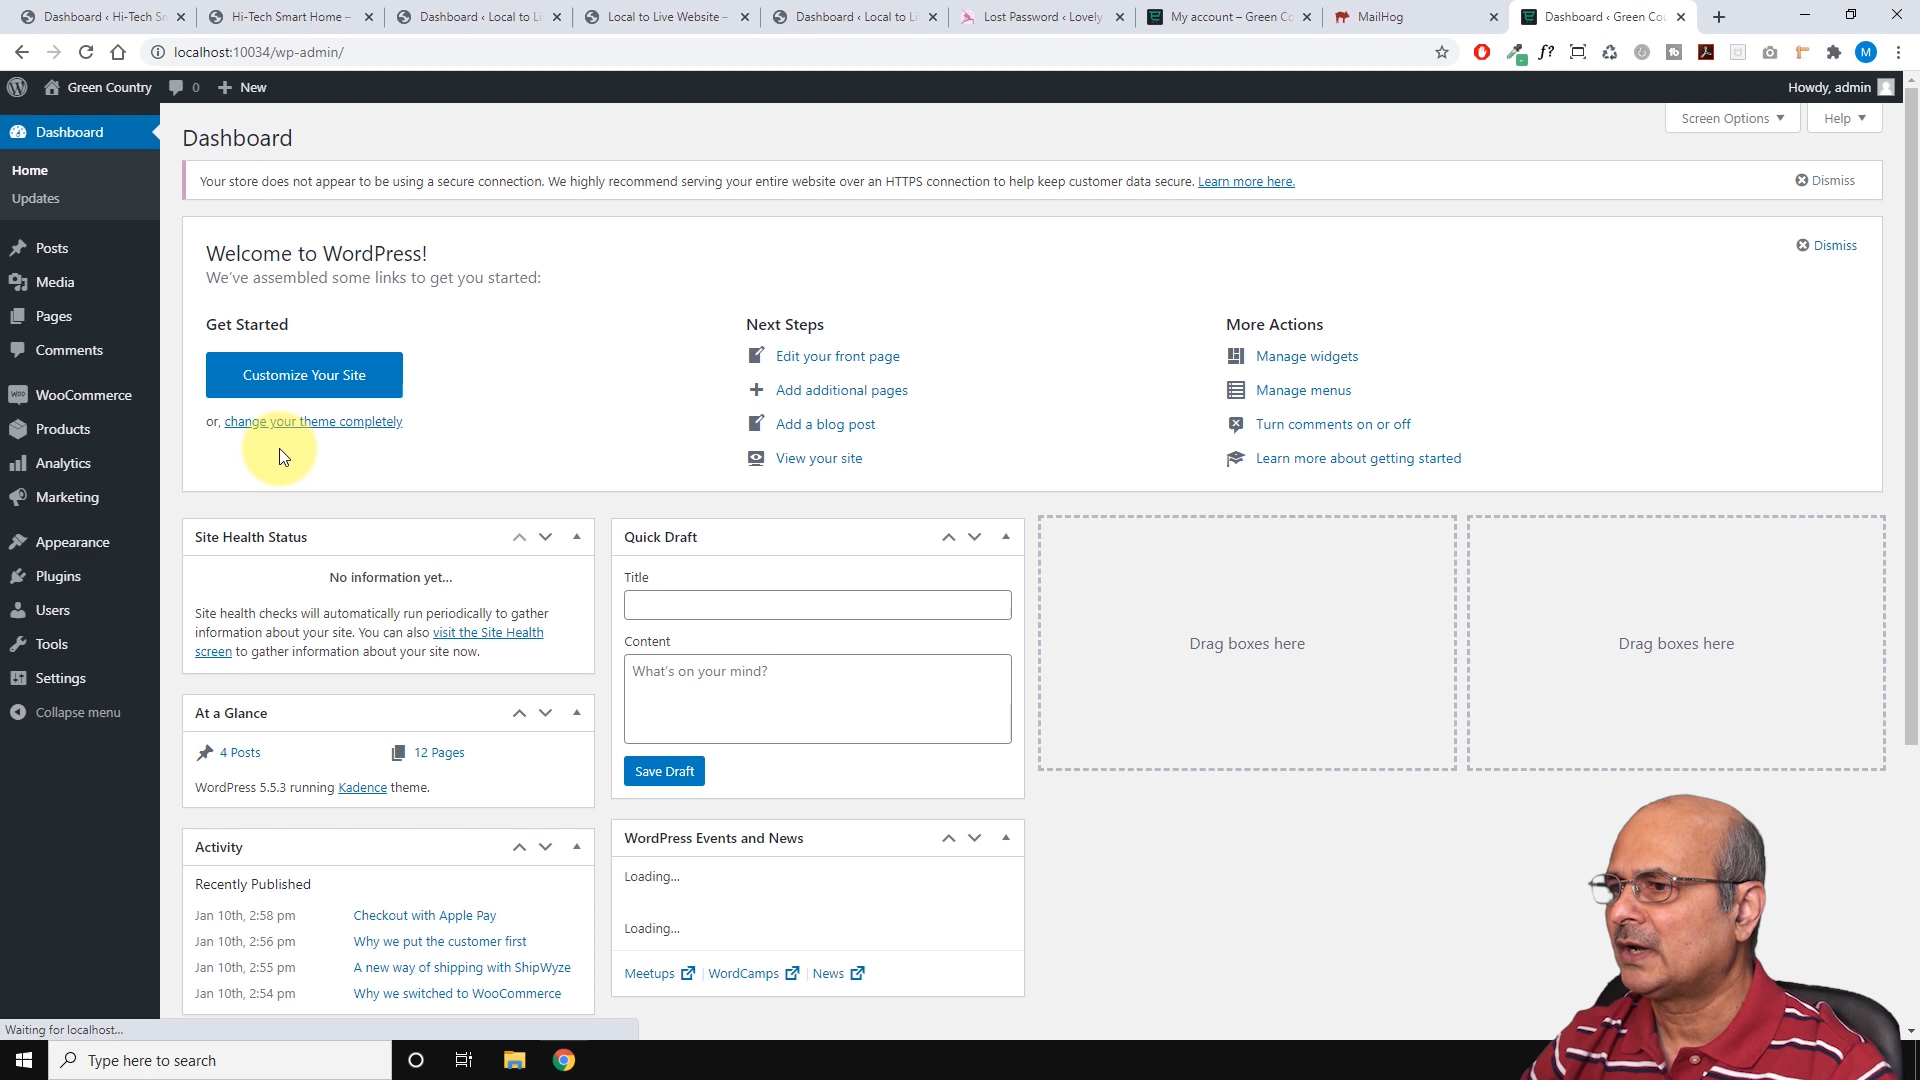 Dashboard ‹ Hi-Tech Sr
Hi-Tech Smart Home –
Dashboard ‹ Local to Li
Local to Live Website –
Dashboard ‹ Local to Li
Lost Password ‹ Lovely
My account – Green Co
MailHog
Dashboard ‹ Green Cou
localhost:10034/wp-admin/
Green Country
0
New
Howdy, admin
Screen Options
Help
Dashboard
Home
Updates
Posts
Media
Pages
Comments
WooCommerce
Products
Analytics
Marketing
Appearance
Plugins
Users
Tools
Settings
Collapse menu
Dashboard
Your store does not appear to be using a secure connection. We highly recommend serving your entire website over an HTTPS connection to help keep customer data secure. Learn more here.
Dismiss
Welcome to WordPress!
We've assembled some links to get you started:
Dismiss
Get Started
Customize Your Site
or, change your theme completely
Next Steps
Edit your front page
Add additional pages
Add a blog post
View your site
More Actions
Manage widgets
Manage menus
Turn comments on or off
Learn more about getting started
Site Health Status
No information yet...
Site health checks will automatically run periodically to gather
information about your site. You can also visit the Site Health
screen to gather information about your site now.
At a Glance
4 Posts
12 Pages
WordPress 5.5.3 running Kadence theme.
Activity
Recently Published
Jan 10th, 2:58 pm Checkout with Apple Pay
Jan 10th, 2:56 pm Why we put the customer first
Jan 10th, 2:55 pm A new way of shipping with ShipWyze
Jan 10th, 2:54 pm Why we switched to WooCommerce
Quick Draft
Title
Content
What's on your mind?
Save Draft
WordPress Events and News
Loading...
Loading...
Meetups | WordCamps | News
Drag boxes here
Drag boxes here
Waiting for localhost...
Type here to search